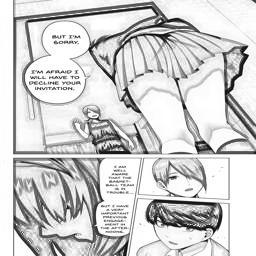 BUT I'M
SORRY.
I'M AFRAID I
WILL HAVE TO
DECLINE YOUR
INVITATION.
I AM
WELL
AWARE
THAT THE
BASKET-
BALL TEAM
IS IN
TROUBLE.
BUT I HAVE
A VERY
IMPORTANT
PREVIOUS
ENGAGE-
MENT IN
THE AFTER-
NOONS.